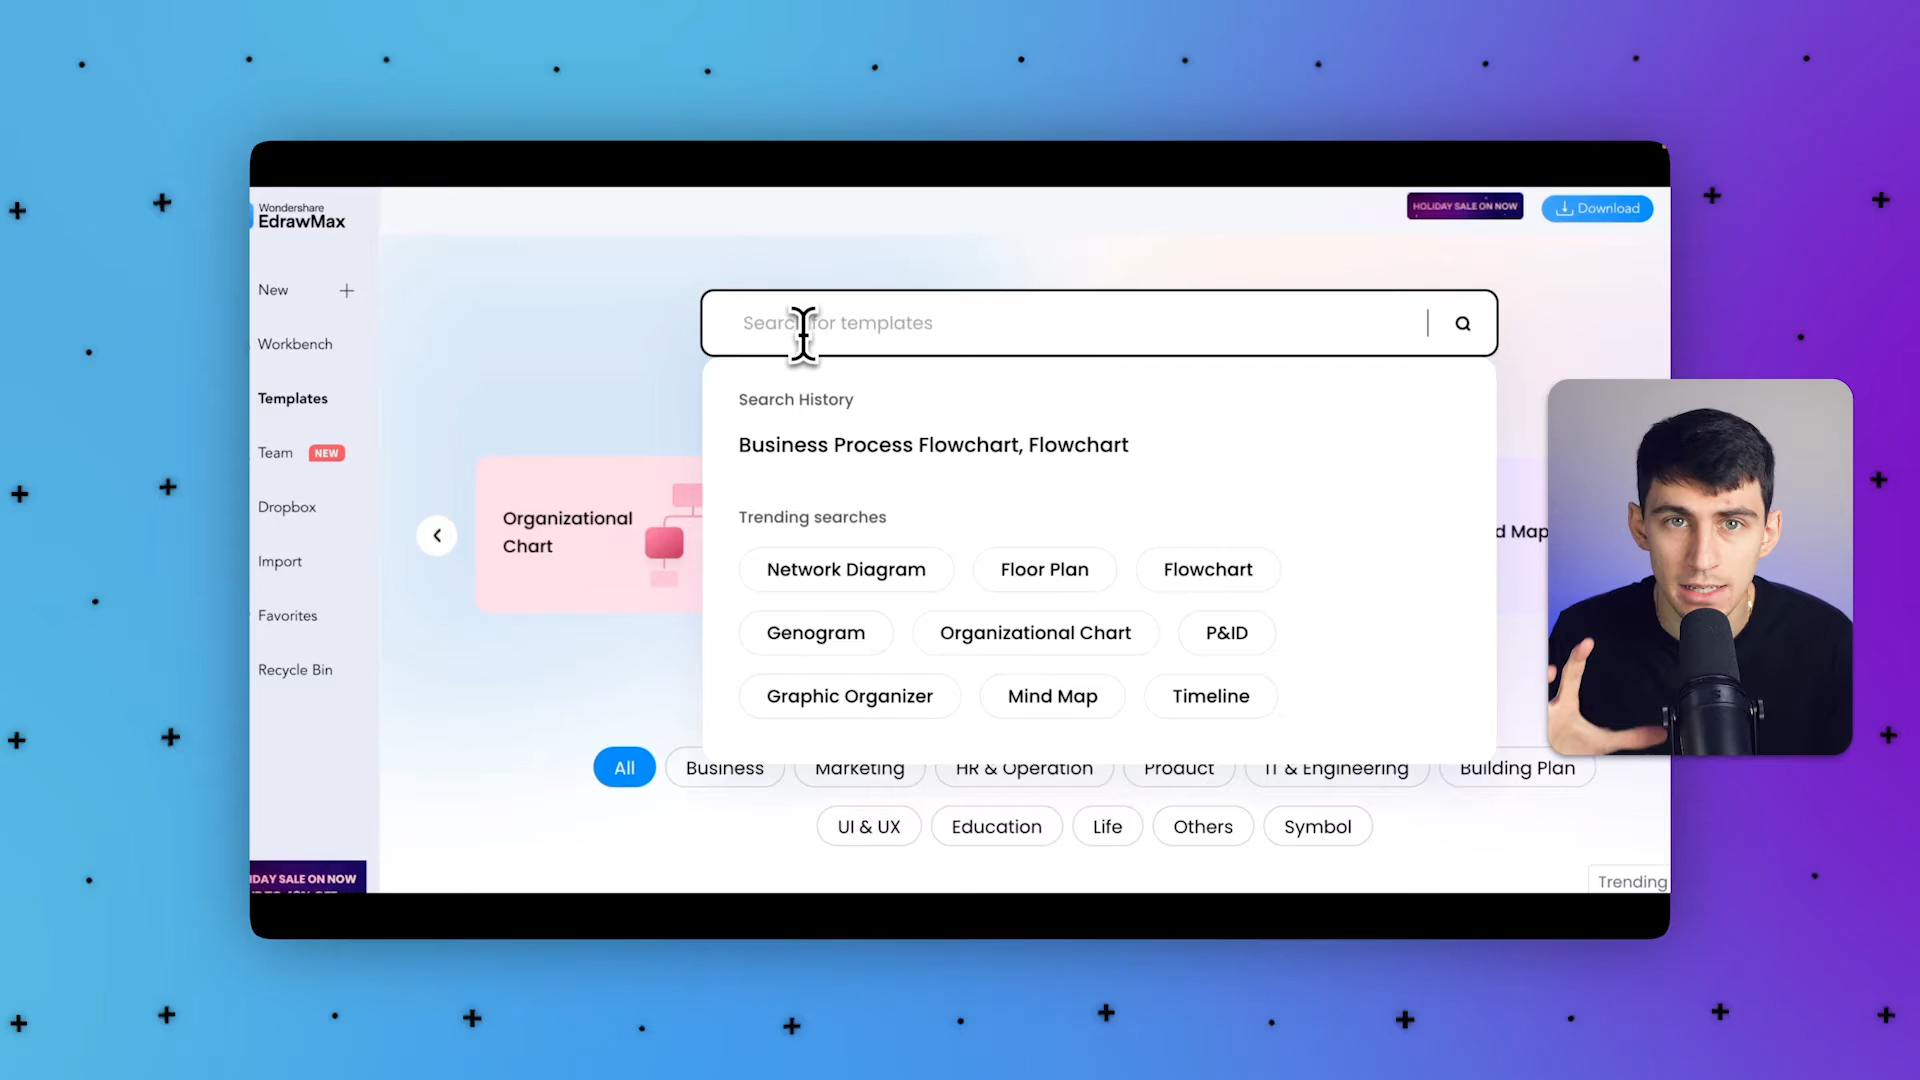 Wondershare
EdrawMax
HOLIDAY SALE ON NOW
Download
New
Workbench
Templates
Team NEW
Dropbox
Import
Favorites
Recycle Bin
IDAY SALE ON NOW
Search for templates
Search History
Business Process Flowchart, Flowchart
Trending searches
Network Diagram Floor Plan Flowchart
Genogram Organizational Chart P&ID
Graphic Organizer Mind Map Timeline
Organizational
Chart
d Map
All Business Marketing HR & Operation Product IT & Engineering Building Plan
UI & UX Education Life Others Symbol
Trending